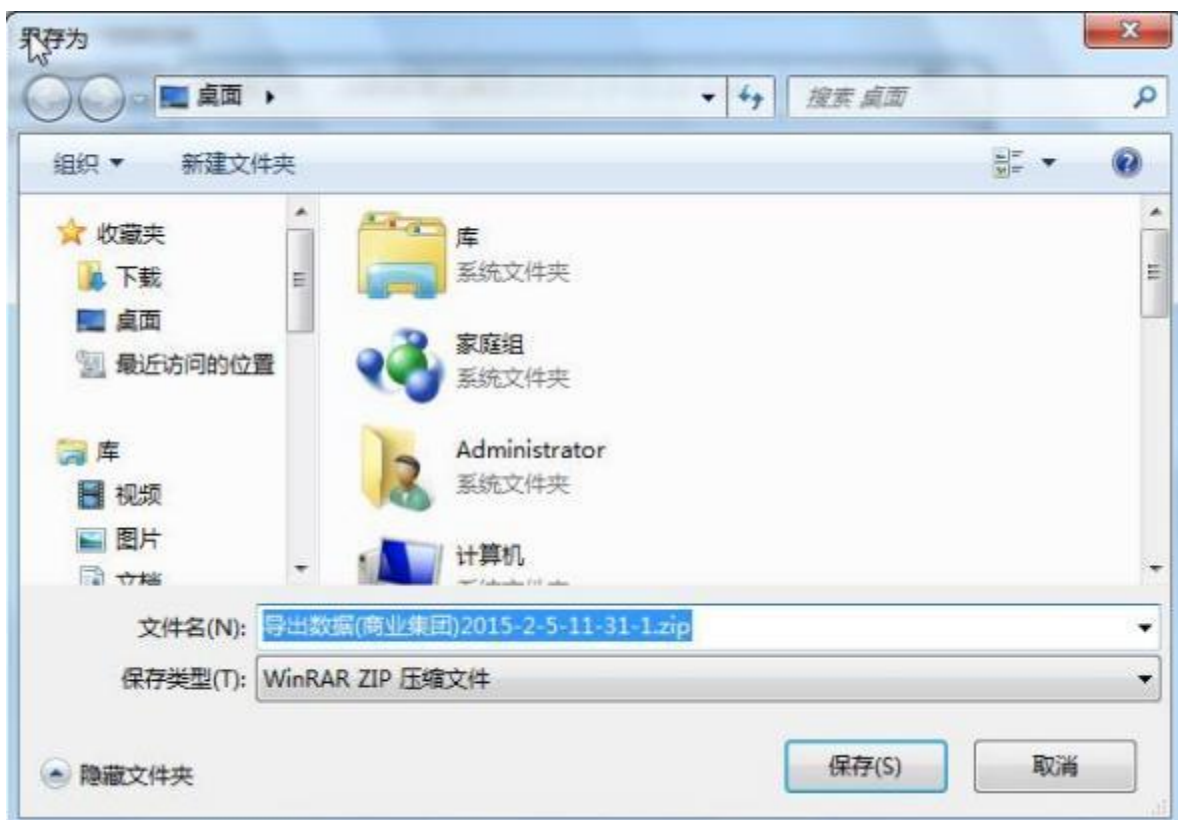 另存为
桌面
搜索 桌面
组织
新建文件夹
收藏夹
下载
桌面
最近访问的位置
库
视频
图片
文档
库
系统文件夹
家庭组
系统文件夹
Administrator
系统文件夹
计算机
文件名(N): 导出数据(商业集团)2015-2-5-11-31-1.zip
保存类型(T): WinRAR ZIP 压缩文件
隐藏文件夹
保存(S)
取消